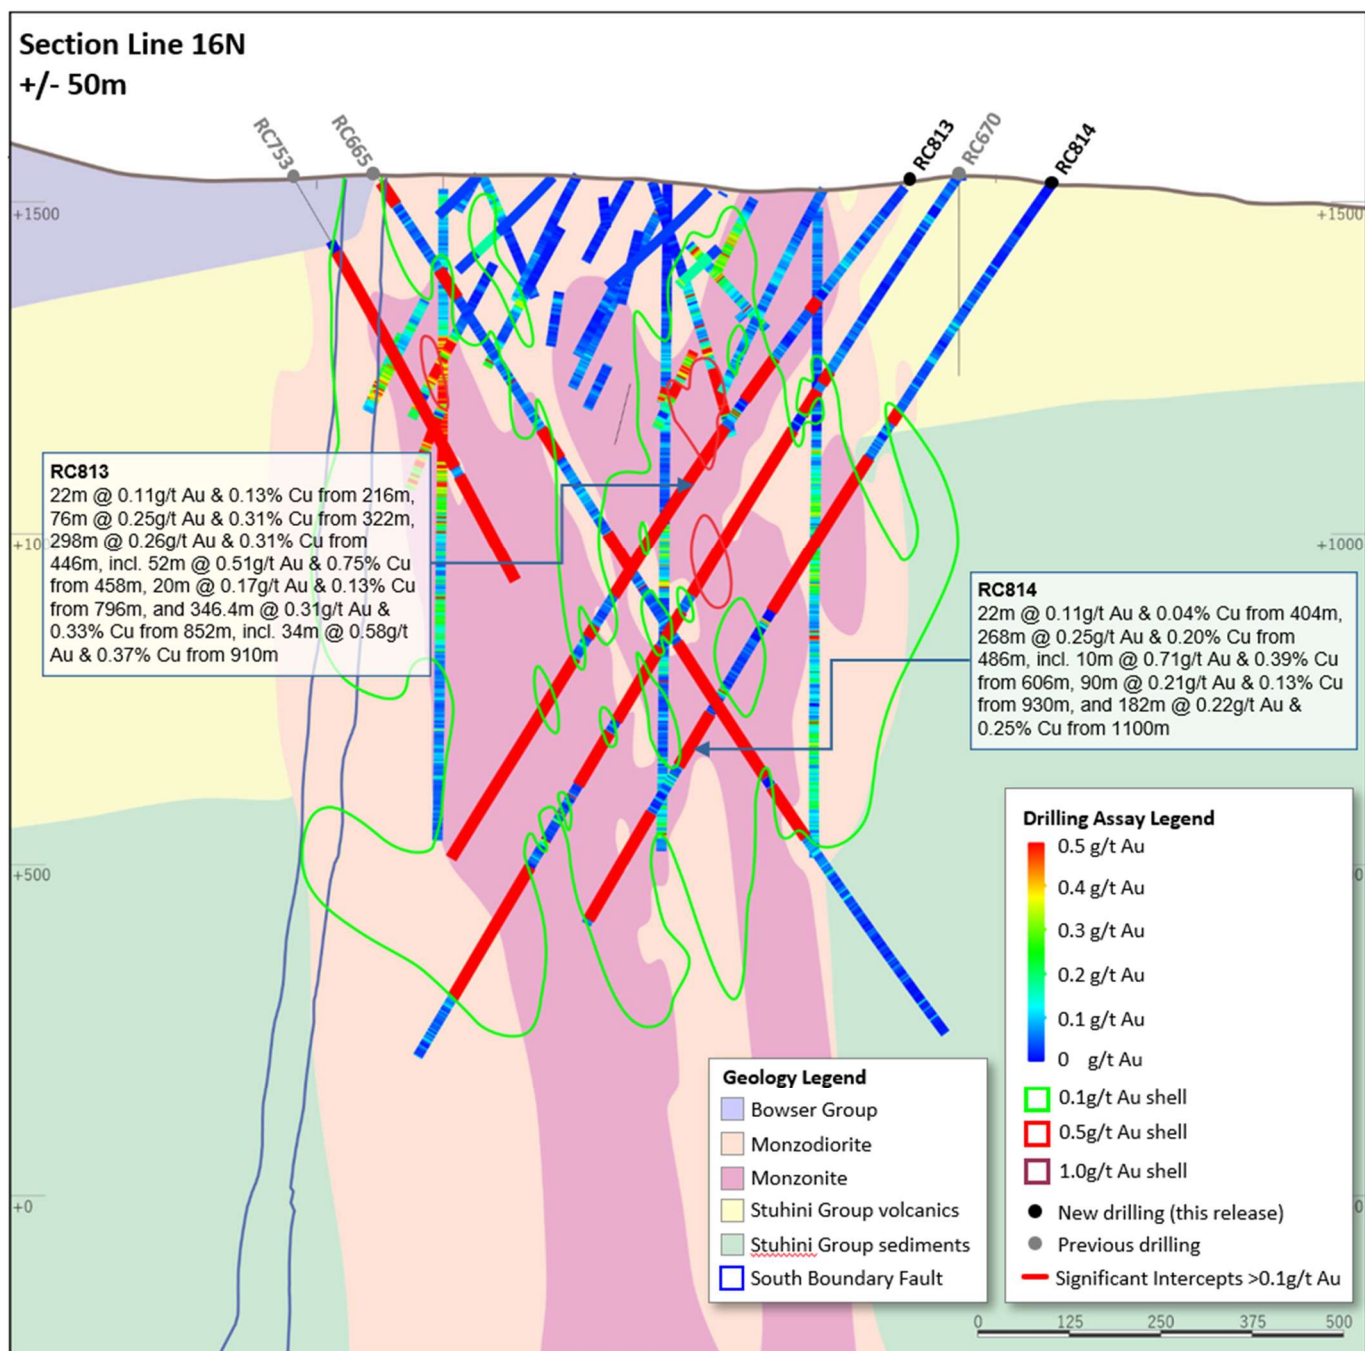 Section Line 16N
+/- 50m
RC753
RC665
RC813
RC670
RC814
+1500
+1500
+1000
RC813
22m @ 0.11g/t Au & 0.13% Cu from 216m,
76m @ 0.25g/t Au & 0.31% Cu from 322m,
298m @ 0.26g/t Au & 0.31% Cu from
446m, incl. 52m @ 0.51g/t Au & 0.75% Cu
from 458m, 20m @ 0.17g/t Au & 0.13% Cu
from 796m, and 346.4m @ 0.31g/t Au &
0.33% Cu from 852m, incl. 34m @ 0.58g/t
Au & 0.37% Cu from 910m
RC814
22m @ 0.11g/t Au & 0.04% Cu from 404m,
268m @ 0.25g/t Au & 0.20% Cu from
486m, incl. 10m @ 0.71g/t Au & 0.39% Cu
from 606m, 90m @ 0.21g/t Au & 0.13% Cu
from 930m, and 182m @ 0.22g/t Au &
0.25% Cu from 1100m
+500
+0
Drilling Assay Legend
0.5 g/t Au
0.4 g/t Au
0.3 g/t Au
0.2 g/t Au
0.1 g/t Au
0 g/t Au
0.1g/t Au shell
0.5g/t Au shell
1.0g/t Au shell
New drilling (this release)
Previous drilling
Significant Intercepts >0.1g/t Au
Geology Legend
Bowser Group
Monzodiorite
Monzonite
Stuhini Group volcanics
Stuhini Group sediments
South Boundary Fault
0 125 250 375 500